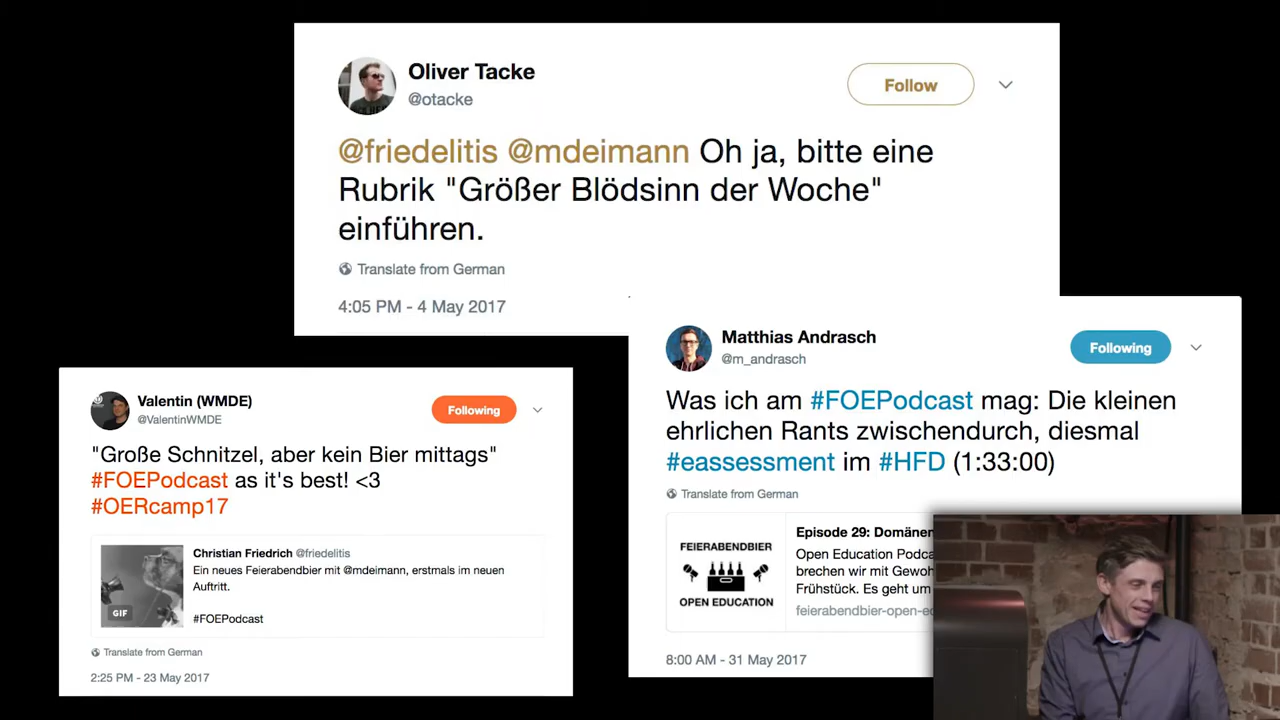 Oliver Tacke
@otacke
Follow
@friedelitis @mdeimann Oh ja, bitte eine
Rubrik "Größer Blödsinn der Woche"
einführen.
Translate from German
4:05 PM - 4 May 2017
Valentin (WMDE)
@ValentinWMDE
Following
"Große Schnitzel, aber kein Bier mittags"
#FOEPodcast as it's best! <3
#OERcamp17
Christian Friedrich @friedelitis
Ein neues Feierabendbier mit @mdeimann, erstmals im neuen
Auftritt.
#FOEPodcast
GIF
Translate from German
2:25 PM - 23 May 2017
Matthias Andrasch
@m_andrasch
Following
Was ich am #FOEPodcast mag: Die kleinen
ehrlichen Rants zwischendurch, diesmal
#eassessment im #HFD (1:33:00)
Translate from German
FEIERABENDBIER
OPEN EDUCATION
Episode 29: Domänen
Open Education Podca
brechen wir mit Gewoh
Frühstück. Es geht um
feierabendbier-open-ed
8:00 AM - 31 May 2017